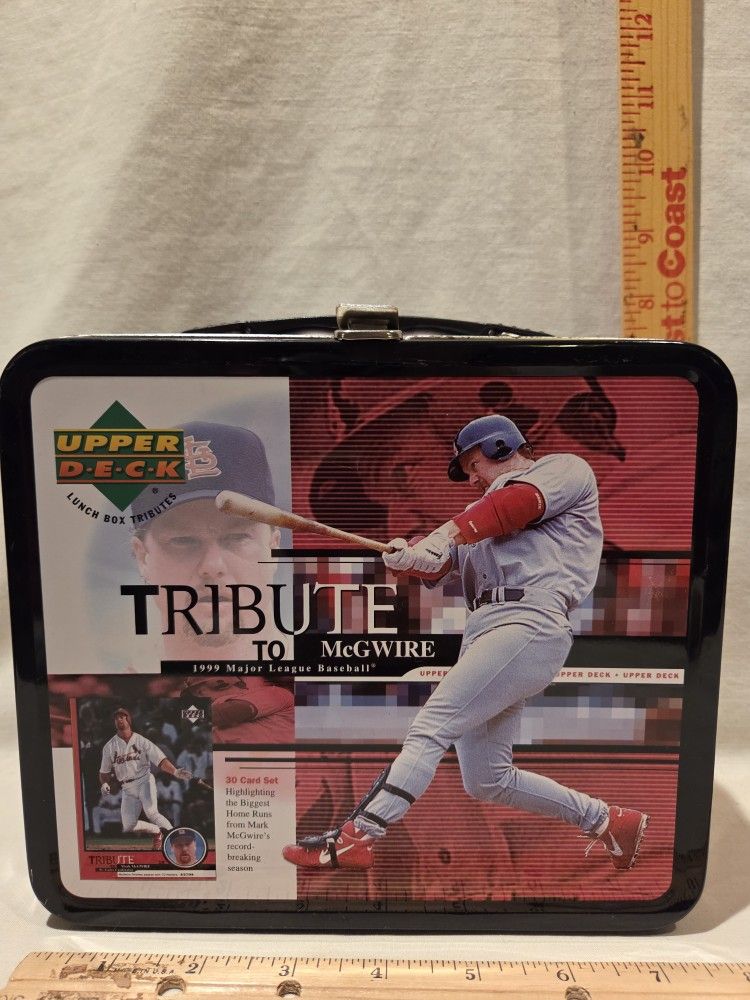 12
11
10
9
8
st to Coast
UPPER
D·E·C·K
®
LUNCH BOX TRIBUTES
TRIBUTE
TO McGWIRE
1999 Major League Baseball®
UPPER
UPPER DECK • UPPER DECK
30 Card Set
Highlighting
the Biggest
Home Runs
from Mark
McGwire's
record-
breaking
season
TRIBUTE
MADE IN U.S.A
2
3
4
5
6
7